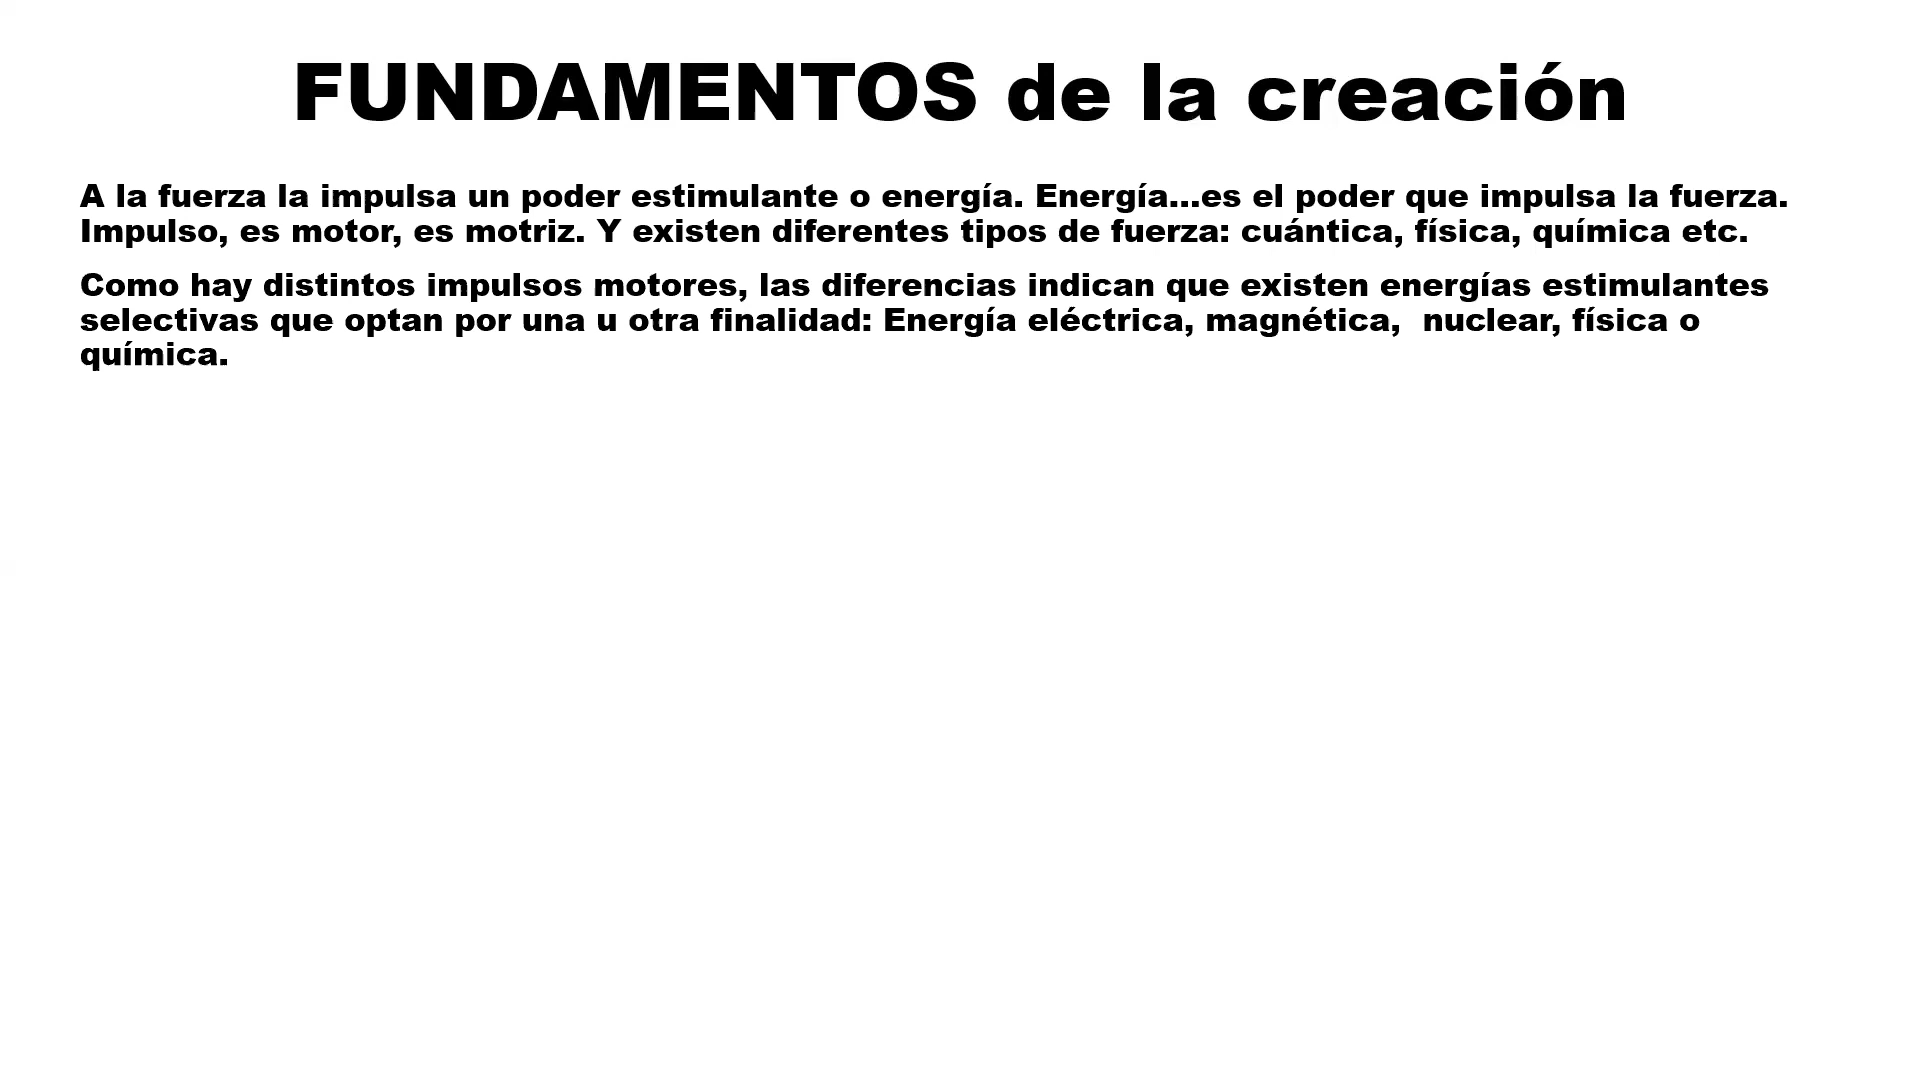 FUNDAMENTOS de la creación
A la fuerza la impulsa un poder estimulante o energía. Energía...es el poder que impulsa la fuerza.
Impulso, es motor, es motriz. Y existen diferentes tipos de fuerza: cuántica, física, química etc.
Como hay distintos impulsos motores, las diferencias indican que existen energías estimulantes
selectivas que optan por una u otra finalidad: Energía eléctrica, magnética,  nuclear, física o
química.